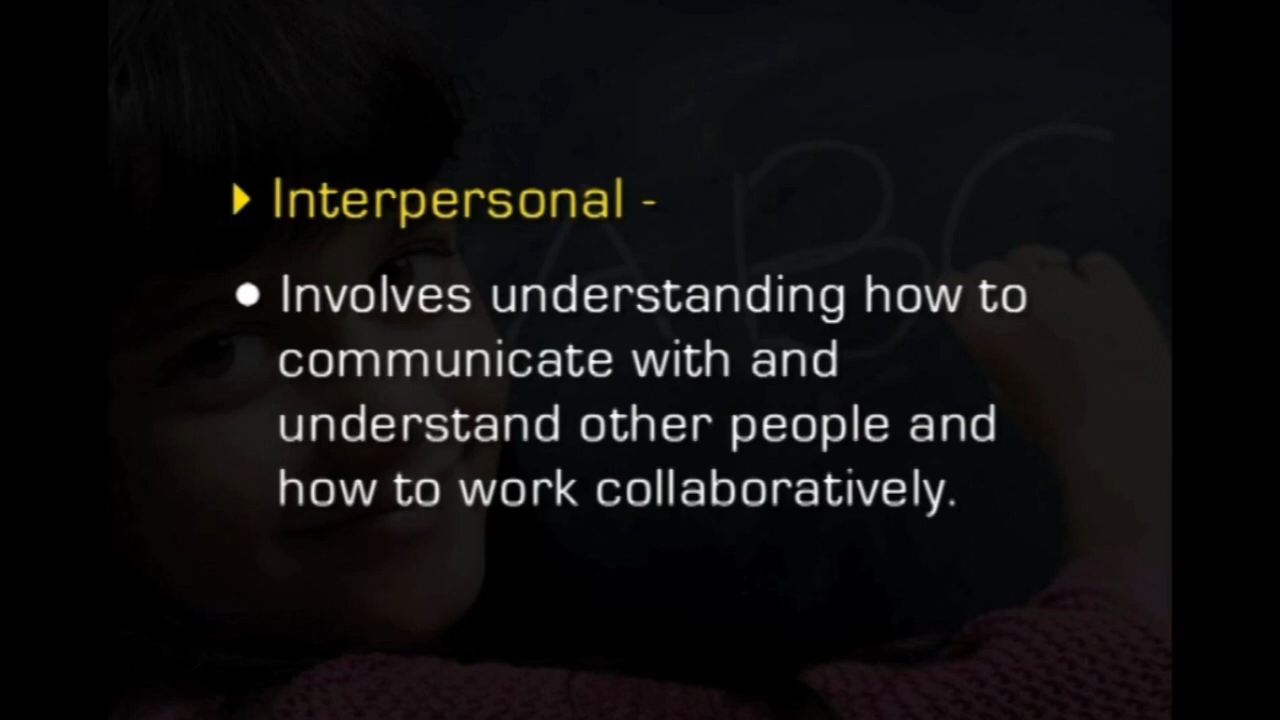 Interpersonal -
Involves understanding how to
communicate with and
understand other people and
how to work collaboratively.
A B C